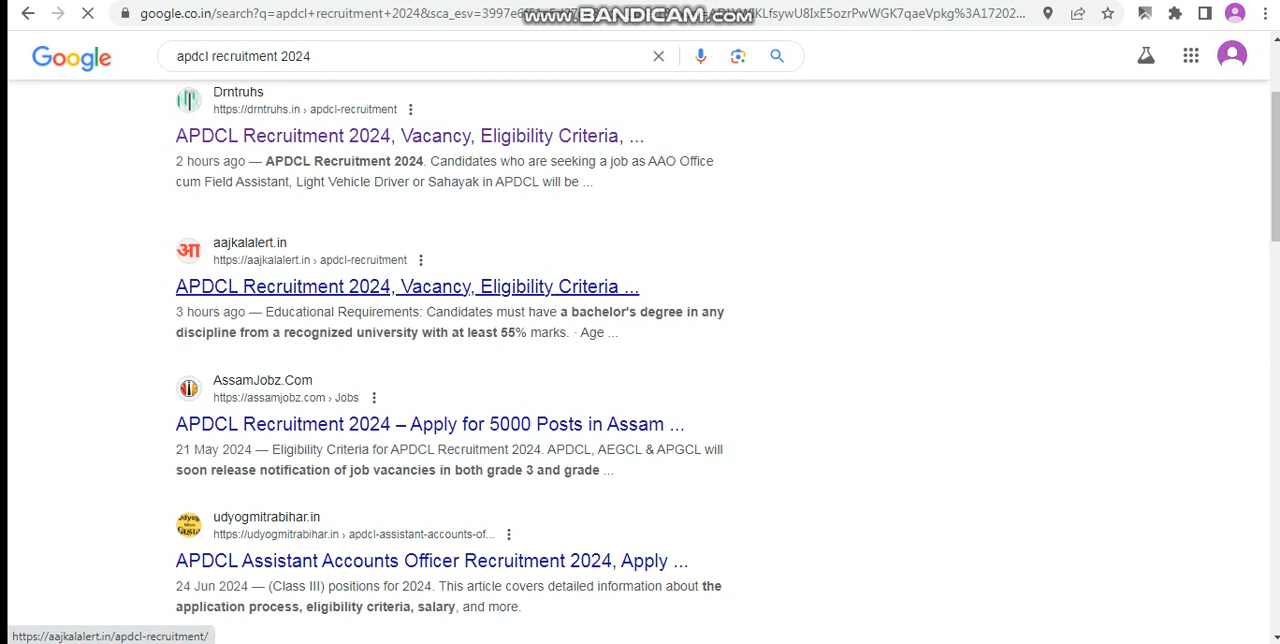 www.BANDICAM.com
google.co.in/search?q=apdcl+recruitment+2024&sca_esv=3997e6
KLfsywU8IxE5ozrPwWGK7qaeVpkg%3A17202...
Google
apdcl recruitment 2024
Drntruhs
https://drntruhs.in › apdcl-recruitment
APDCL Recruitment 2024, Vacancy, Eligibility Criteria, ...
2 hours ago — APDCL Recruitment 2024. Candidates who are seeking a job as AAO Office
cum Field Assistant, Light Vehicle Driver or Sahayak in APDCL will be ...
आ
aajkalalert.in
https://aajkalalert.in › apdcl-recruitment
APDCL Recruitment 2024, Vacancy, Eligibility Criteria ...
3 hours ago — Educational Requirements: Candidates must have a bachelor's degree in any
discipline from a recognized university with at least 55% marks. · Age ...
AssamJobz.Com
https://assamjobz.com › Jobs
APDCL Recruitment 2024 – Apply for 5000 Posts in Assam ...
21 May 2024 — Eligibility Criteria for APDCL Recruitment 2024. APDCL, AEGCL & APGCL will
soon release notification of job vacancies in both grade 3 and grade ...
udyogmitrabihar.in
https://udyogmitrabihar.in › apdcl-assistant-accounts-of...
APDCL Assistant Accounts Officer Recruitment 2024, Apply ...
24 Jun 2024 — (Class III) positions for 2024. This article covers detailed information about the
application process, eligibility criteria, salary, and more.
https://aajkalalert.in/apdcl-recruitment/